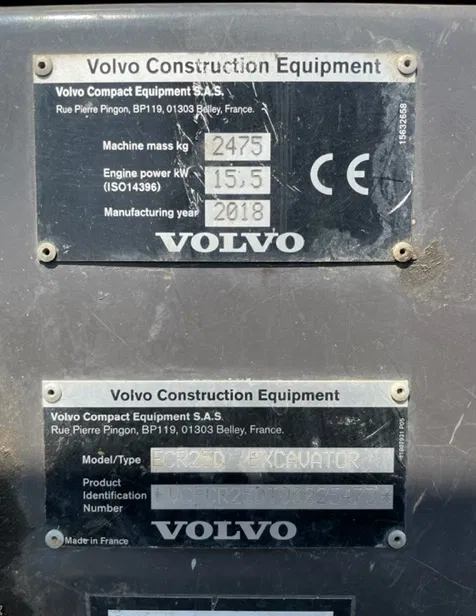 Volvo Construction Equipment
Volvo Compact Equipment S.A.S.
Rue Pierre Pingon, BP119, 01303 Belley, France.
Machine mass kg 2475
Engine power kW 15,5
(ISO14396)
Manufacturing year 2018
CE
15632658
VOLVO
Volvo Construction Equipment
Volvo Compact Equipment S.A.S.
Rue Pierre Pingon, BP119, 01303 Belley, France.
Model/Type ECR25D EXCAVATOR
Product
Identification
Number
VOLVO
Made in France